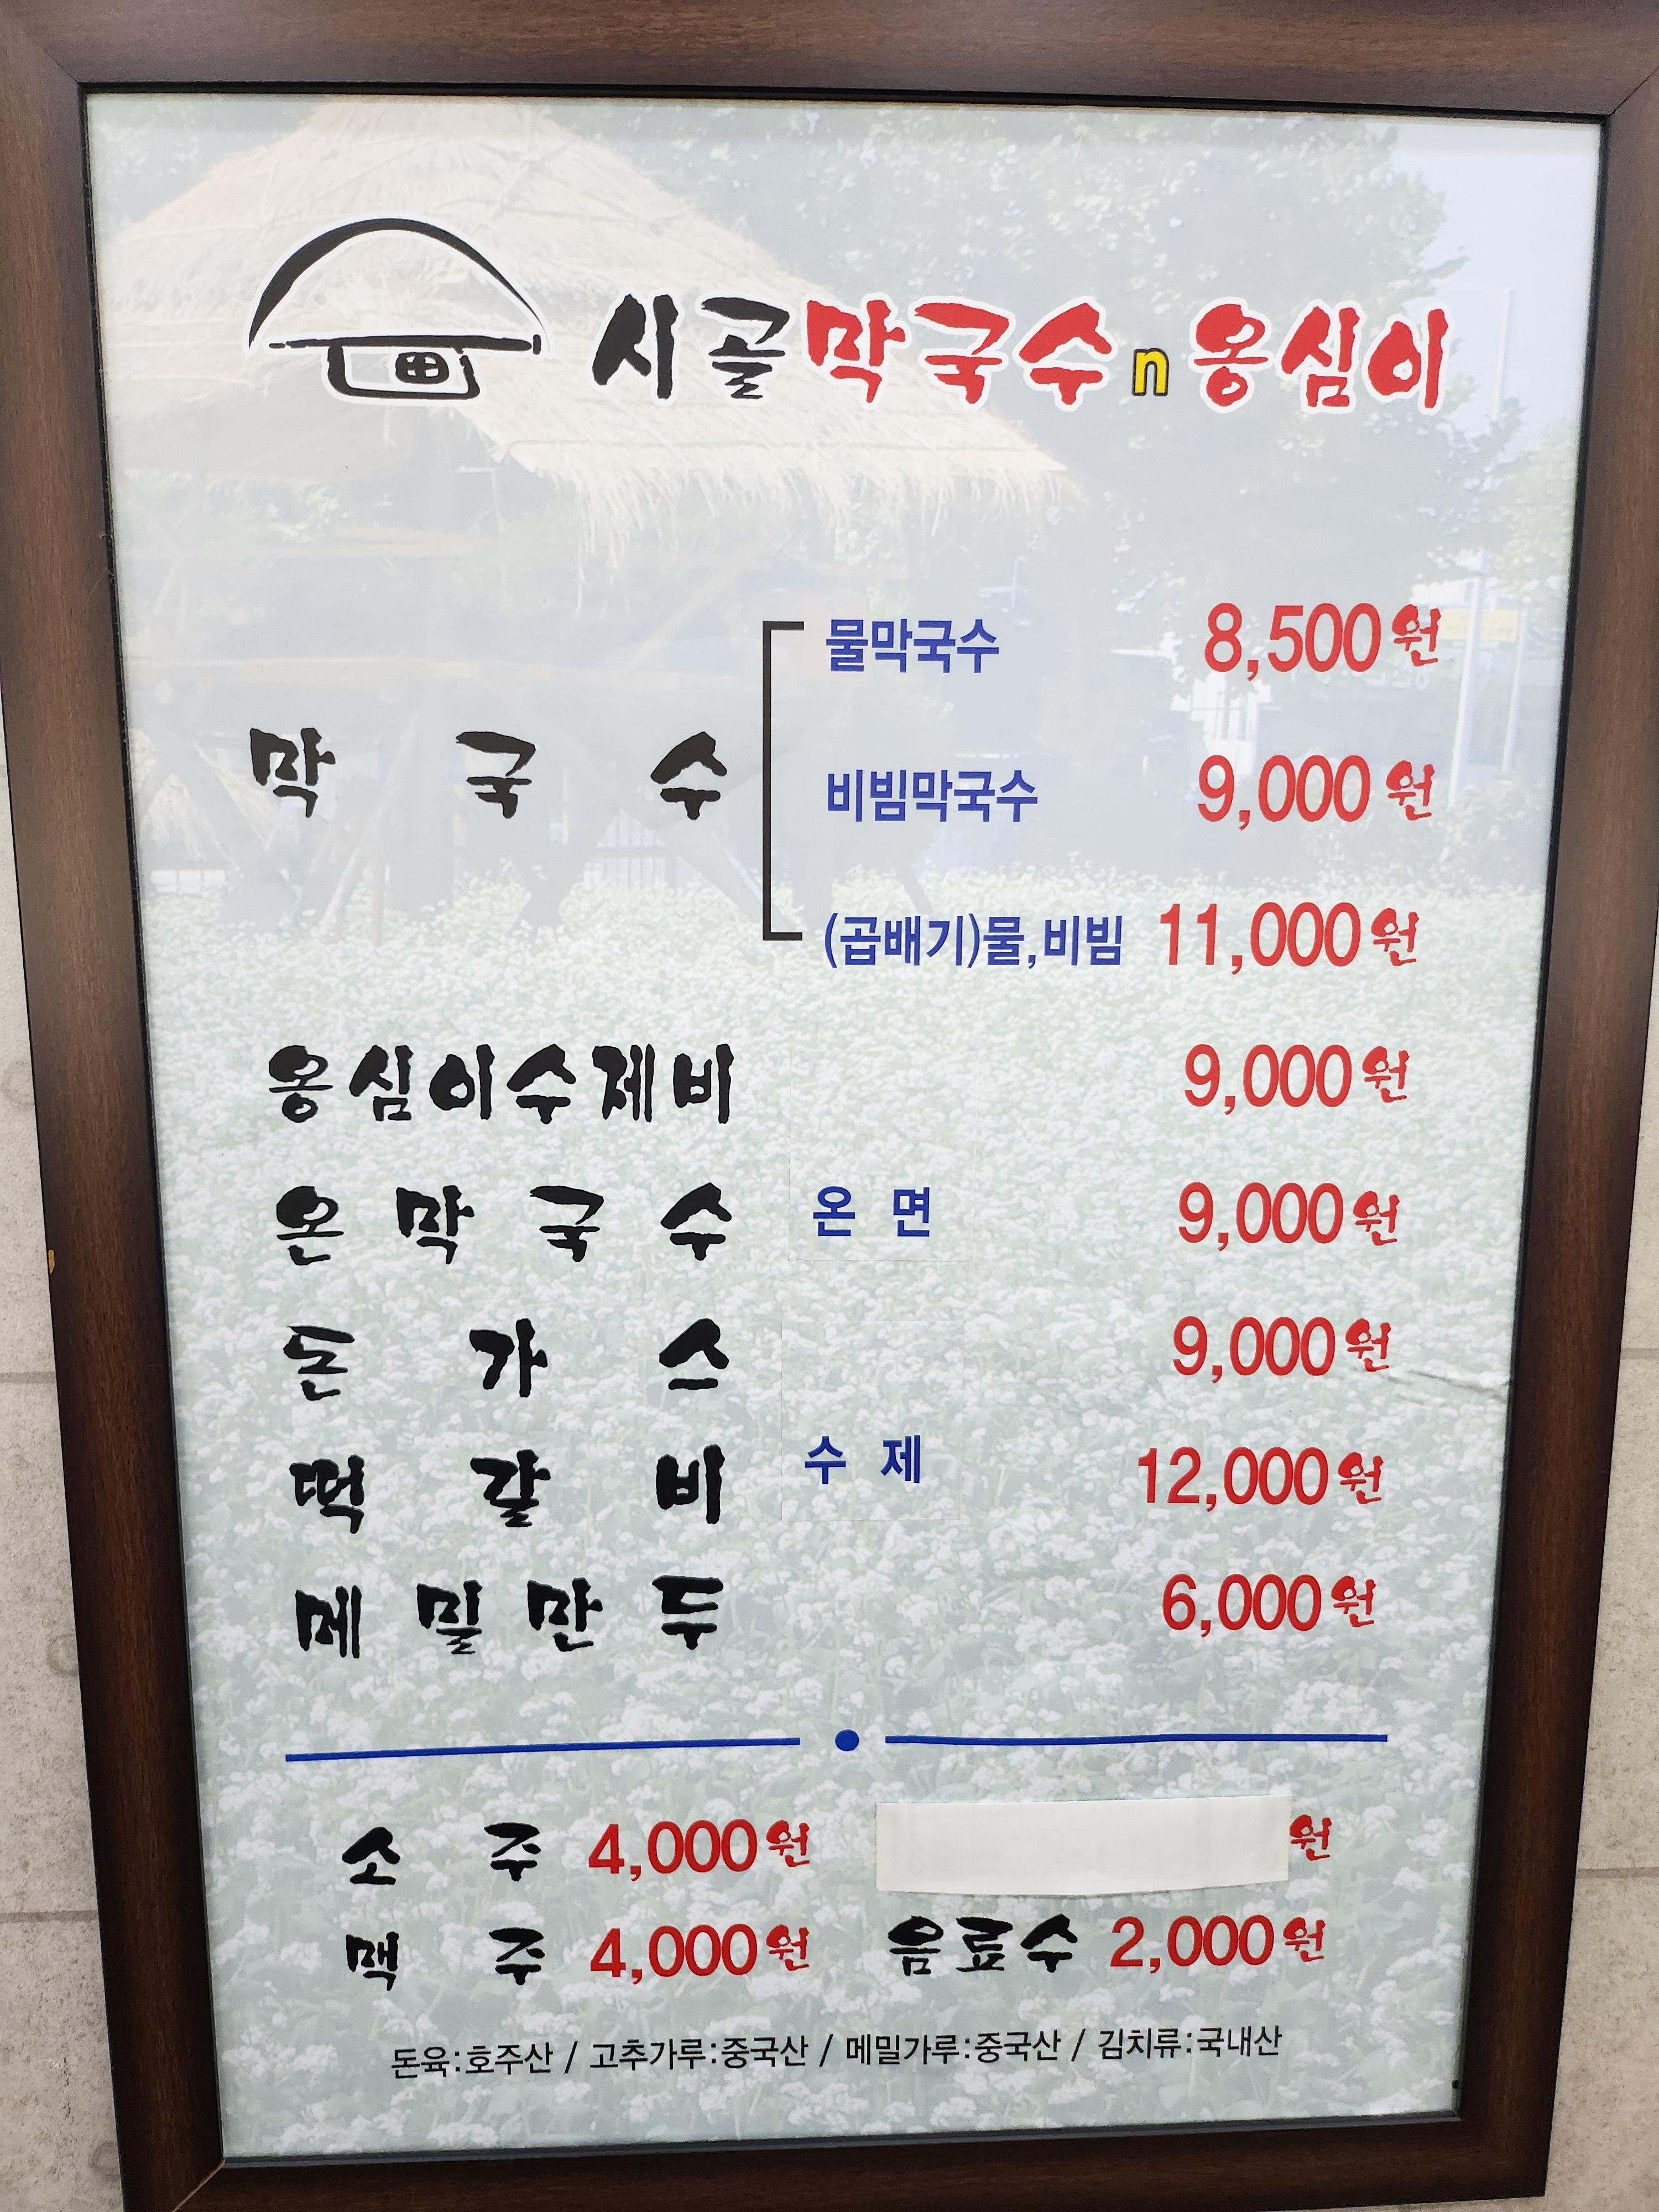 시골막국수n옹심이
물막국수 8,500원
막국수 비빔막국수 9,000원
(곱배기)물,비빔 11,000원
옹심이수제비 9,000원
온막국수 온면 9,000원
돈가스 9,000원
떡갈비 수제 12,000원
메밀만두 6,000원
소주 4,000원 원
맥주 4,000원 음료수 2,000원
돈육:호주산 / 고추가루:중국산 / 메밀가루:중국산 / 김치류:국내산